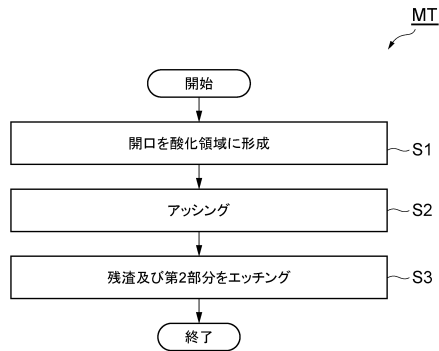 MT
開始
開口を酸化領域に形成
S1
アッシング
S2
残渣及び第2部分をエッチング
S3
終了